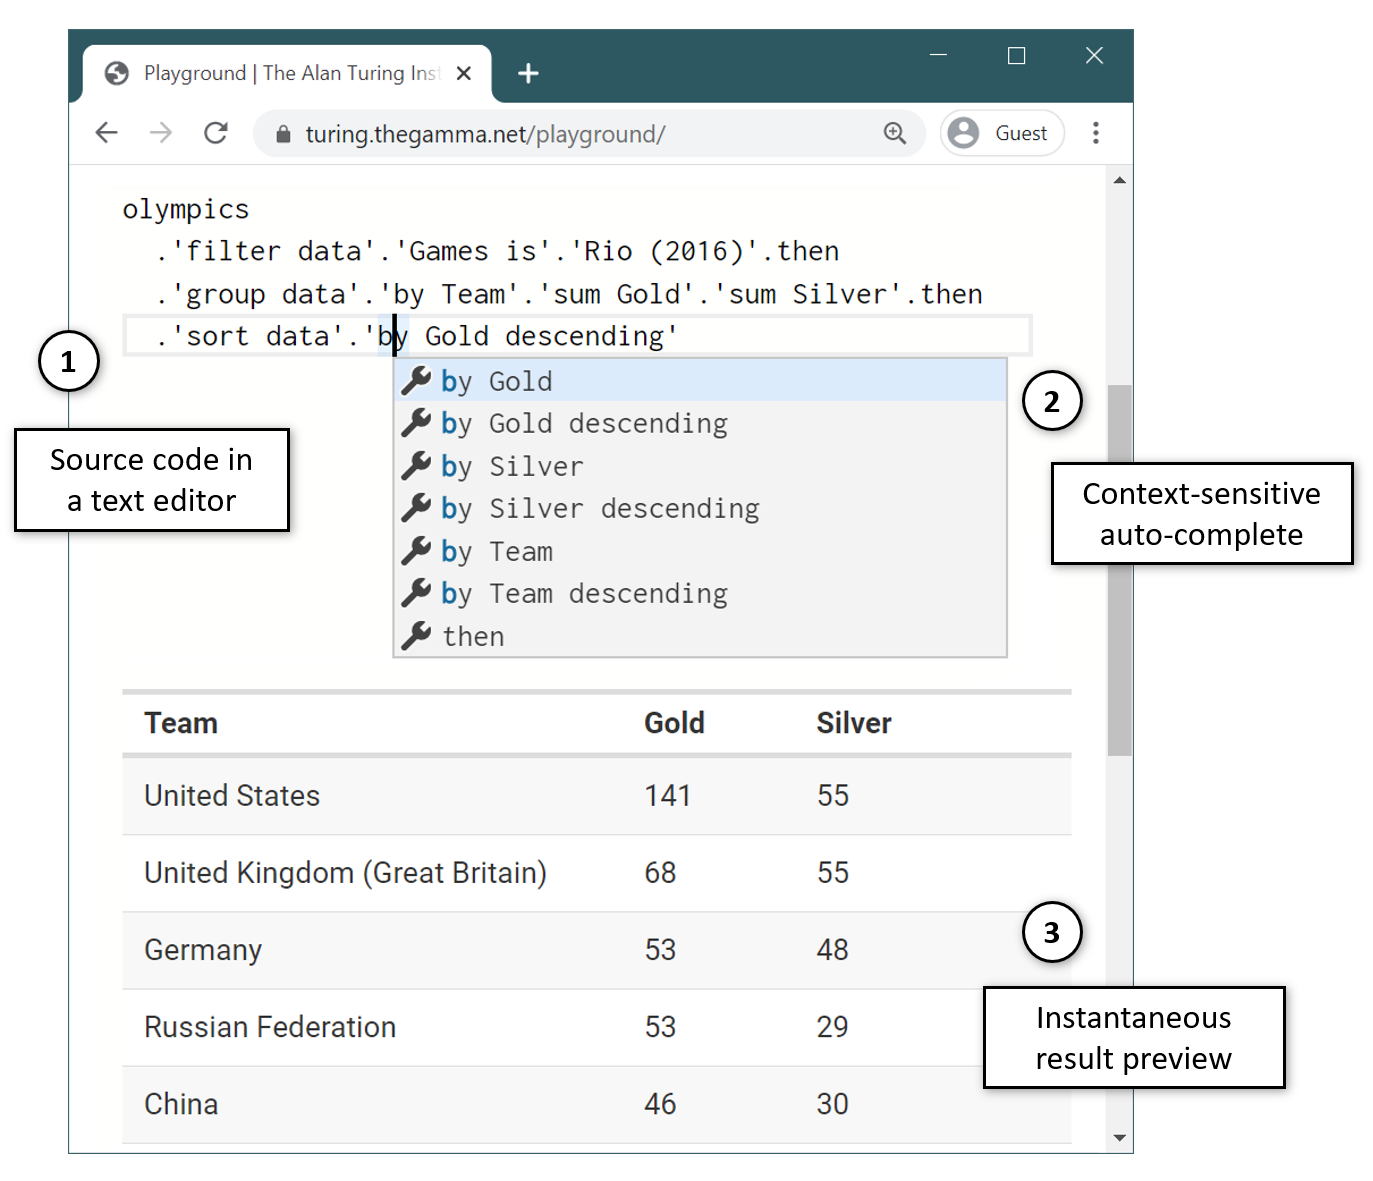 Playground | The Alan Turing Inst
turing.thegamma.net/playground/
Guest
olympics
.'filter data'.'Games is'.'Rio (2016)'.then
.'group data'.'by Team'.'sum Gold'.'sum Silver'.then
.'sort data'.'by Gold descending'
1
Source code in
a text editor
by Gold
by Gold descending
by Silver
by Silver descending
by Team
by Team descending
then
2
Context-sensitive
auto-complete
Team Gold Silver
United States 141 55
United Kingdom (Great Britain) 68 55
Germany 53 48
Russian Federation 53 29
China 46 30
3
Instantaneous
result preview